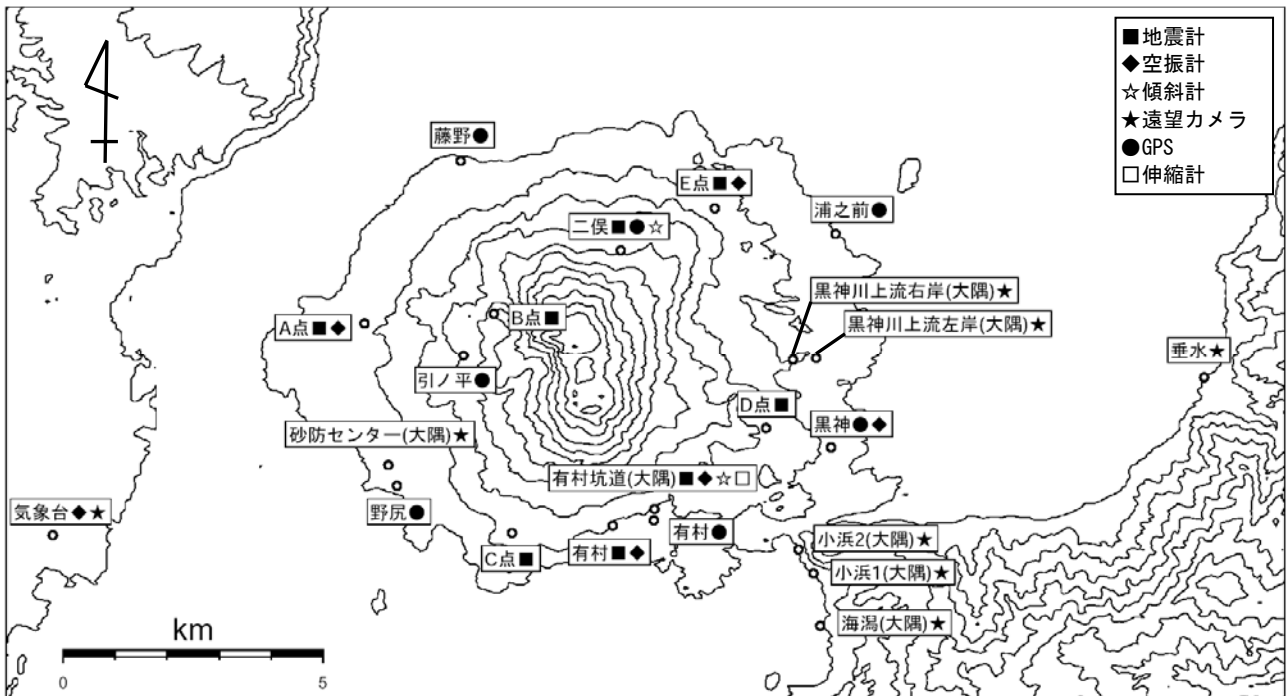 ■地震計
◆空振計
☆傾斜計
★遠望カメラ
●GPS
□伸縮計
藤野●
E点■◆
浦之前●
二俣■●☆
黒神川上流右岸(大隅)★
B点■
黒神川上流左岸(大隅)★
A点■◆
垂水★
引ノ平●
D点■
黒神●◆
砂防センター(大隅)★
有村坑道(大隅)■◆☆□
気象台◆★
野尻●
有村●
小浜2(大隅)★
C点■
有村■◆
小浜1(大隅)★
海潟(大隅)★
km
0
5